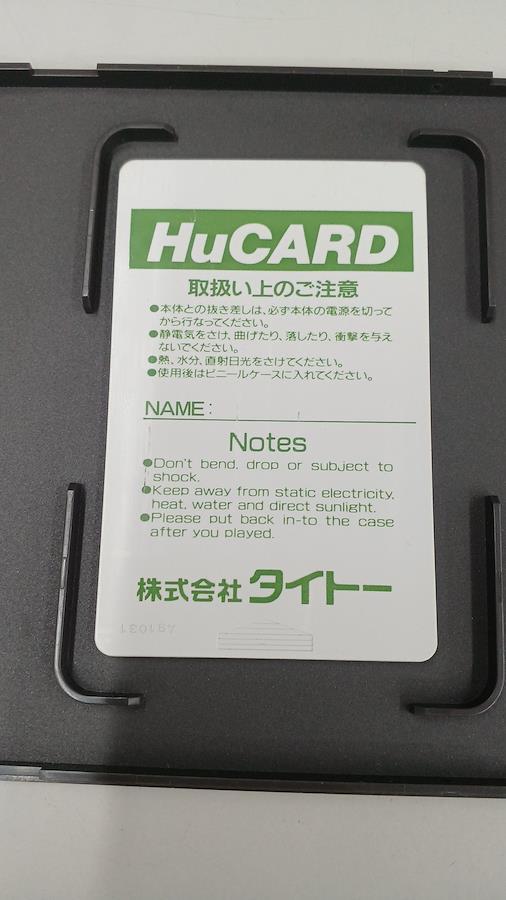 HuCARD
取扱い上のご注意
●本体との抜き差しは、必ず本体の電源を切って
から行なってください。
●静電気をさけ、曲げたり、落したり、衝撃を与え
ないでください。
●熱、水分、直射日光をさけてください。
●使用後はビニールケースに入れてください。
NAME:
Notes
●Don't bend, drop or subject to
shock.
●Keep away from static electricity,
heat, water and direct sunlight.
●Please put back in-to the case
after you played.
株式会社 タイトー